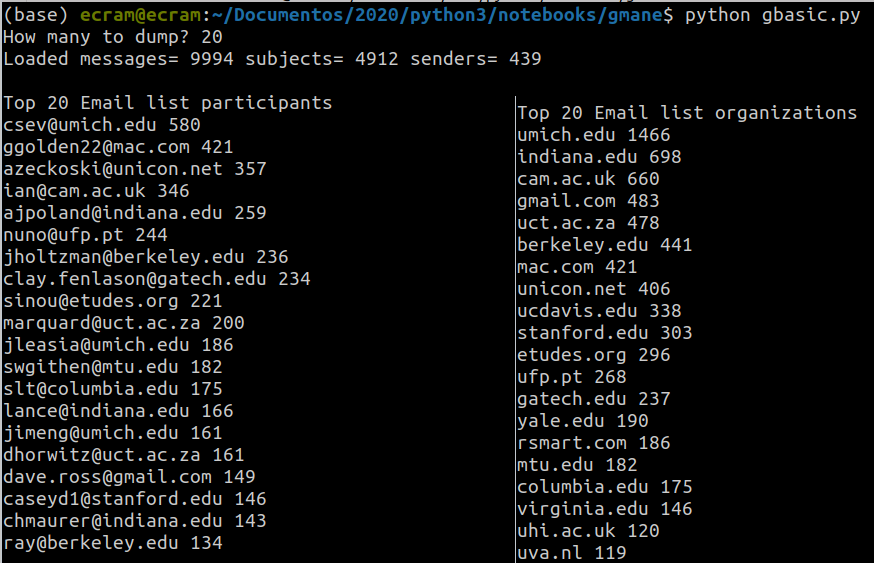 (base) ecram@ecram:~/Documentos/2020/python3/notebooks/gmane$ python gbasic.py
How many to dump? 20
Loaded messages= 9994 subjects= 4912 senders= 439
Top 20 Email list participants
csev@umich.edu 580
ggolden22@mac.com 421
azeckoski@unicon.net 357
ian@cam.ac.uk 346
ajpoland@indiana.edu 259
nuno@ufp.pt 244
jholtzman@berkeley.edu 236
clay.fenlason@gatech.edu 234
sinou@etudes.org 221
marquard@uct.ac.za 200
jleasia@umich.edu 186
swgithen@mtu.edu 182
slt@columbia.edu 175
lance@indiana.edu 166
jimeng@umich.edu 161
dhorwitz@uct.ac.za 161
dave.ross@gmail.com 149
caseyd1@stanford.edu 146
chmaurer@indiana.edu 143
ray@berkeley.edu 134
Top 20 Email list organizations
umich.edu 1466
indiana.edu 698
cam.ac.uk 660
gmail.com 483
uct.ac.za 478
berkeley.edu 441
mac.com 421
unicon.net 406
ucdavis.edu 338
stanford.edu 303
etudes.org 296
ufp.pt 268
gatech.edu 237
yale.edu 190
rsmart.com 186
mtu.edu 182
columbia.edu 175
virginia.edu 146
uhi.ac.uk 120
uva.nl 119